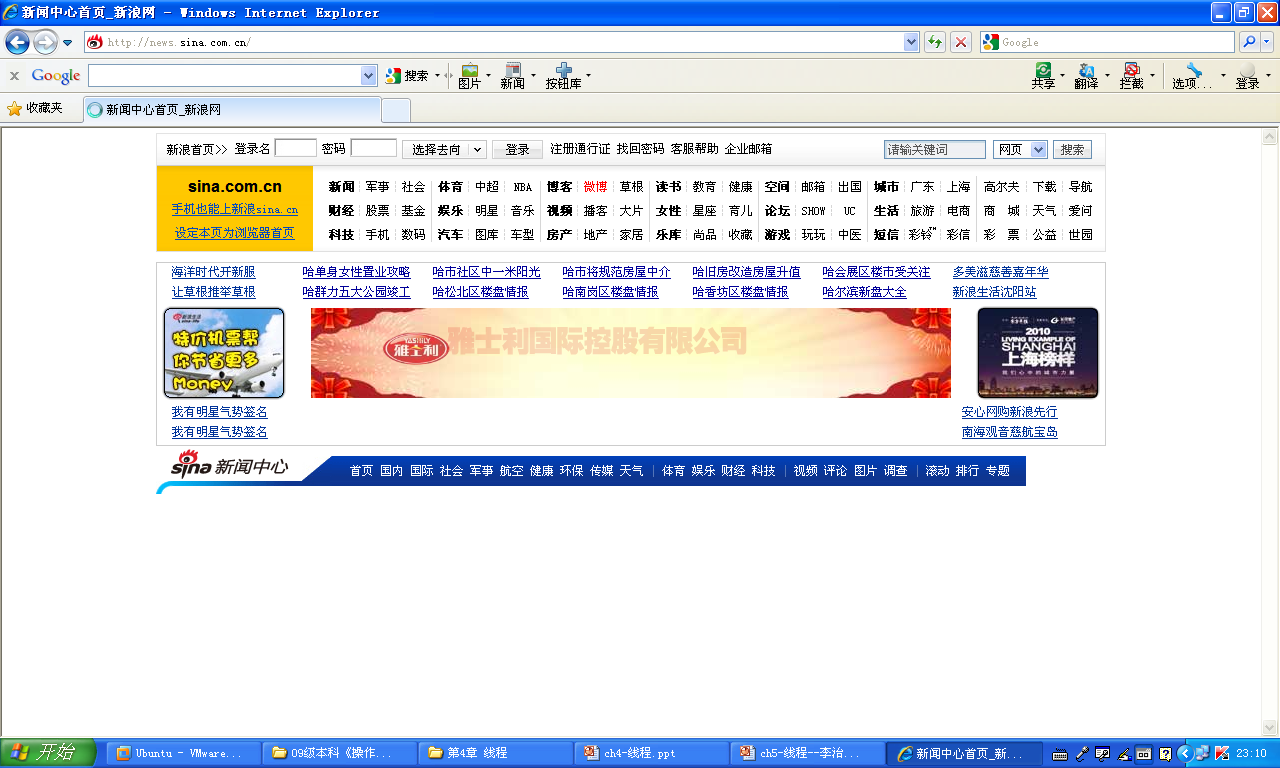 新闻中心首页_新浪网 - Windows Internet Explorer
http://news.sina.com.cn/
Google
Google 搜索 图片 新闻 按钮库 共享 翻译 拦截 选项... 登录
收藏夹 新闻中心首页_新浪网
新浪首页>> 登录名 密码 选择去向 登录 注册通行证 找回密码 客服帮助 企业邮箱 请输关键词 网页 搜索
sina.com.cn
手机也能上新浪sina.cn
设定本页为浏览器首页
新闻 军事 社会 体育 中超 NBA 博客 微博 草根 读书 教育 健康 空间 邮箱 出国 城市 广东 上海 高尔夫 下载 导航
财经 股票 基金 娱乐 明星 音乐 视频 播客 大片 女性 星座 育儿 论坛 SHOW UC 生活 旅游 电商 商 城 天气 爱问
科技 手机 数码 汽车 图库 车型 房产 地产 家居 乐库 尚品 收藏 游戏 玩玩 中医 短信 彩铃 彩信 彩 票 公益 世园
海洋时代开新服 哈单身女性置业攻略 哈市社区中一米阳光 哈市将规范房屋中介 哈旧房改造房屋升值 哈会展区楼市受关注 多美滋慈善嘉年华
让草根推举草根 哈群力五大公园竣工 哈松北区楼盘情报 哈南岗区楼盘情报 哈香坊区楼盘情报 哈尔滨新盘大全 新浪生活沈阳站
特价机票帮
你节省更多
Money
YASHILY
雅士利
雅士利国际控股有限公司
2010
LIVING EXAMPLE OF
SHANGHAI
上海榜样
我们心中的城市力量
我有明星气势签名 安心网购新浪先行
我有明星气势签名 南海观音慈航宝岛
sina 新闻中心 首页 国内 国际 社会 军事 航空 健康 环保 传媒 天气 | 体育 娱乐 财经 科技 | 视频 评论 图片 调查 | 滚动 排行 专题
开始 Ubuntu - VMware... 09级本科《操作... 第4章 线程 ch4-线程.ppt ch5-线程--李治... 新闻中心首页_新... 23:10